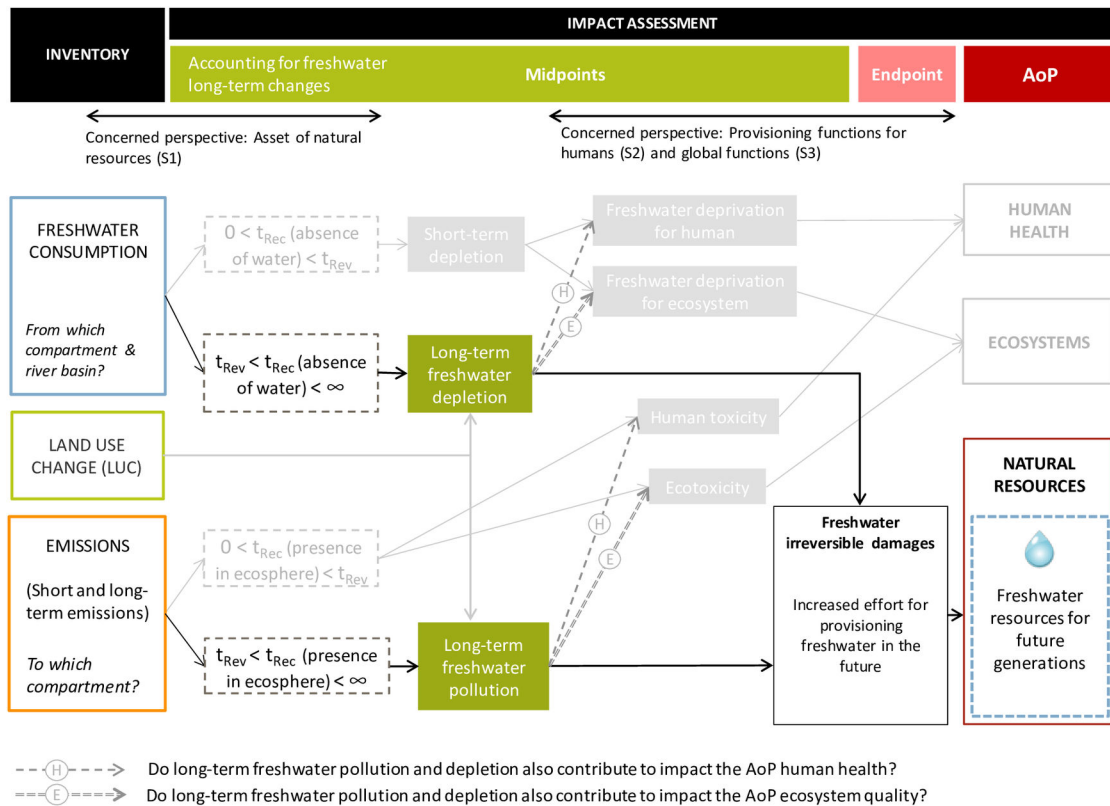 INVENTORY
IMPACT ASSESSMENT
Accounting for freshwater
long-term changes
Midpoints
Endpoint
AoP
Concerned perspective: Asset of natural
resources (S1)
Concerned perspective: Provisioning functions for
humans (S2) and global functions (S3)
FRESHWATER
CONSUMPTION
From which
compartment &
river basin?
0 < tRec (absence
of water) < tRev
Short-term
depletion
Freshwater deprivation
for human
Freshwater deprivation
for ecosystem
HUMAN
HEALTH
ECOSYSTEMS
H
E
tRev < tRec (absence
of water) < ∞
Long-term
freshwater
depletion
LAND USE
CHANGE (LUC)
Human toxicity
Ecotoxicity
H
E
EMISSIONS
(Short and long-
term emissions)
To which
compartment?
0 < tRec (presence
in ecosphere) < tRev
tRev < tRec (presence
in ecosphere) < ∞
Long-term
freshwater
pollution
Freshwater
irreversible damages
Increased effort for
provisioning
freshwater in the
future
NATURAL
RESOURCES
Freshwater
resources for
future
generations
H
Do long-term freshwater pollution and depletion also contribute to impact the AoP human health?
E
Do long-term freshwater pollution and depletion also contribute to impact the AoP ecosystem quality?